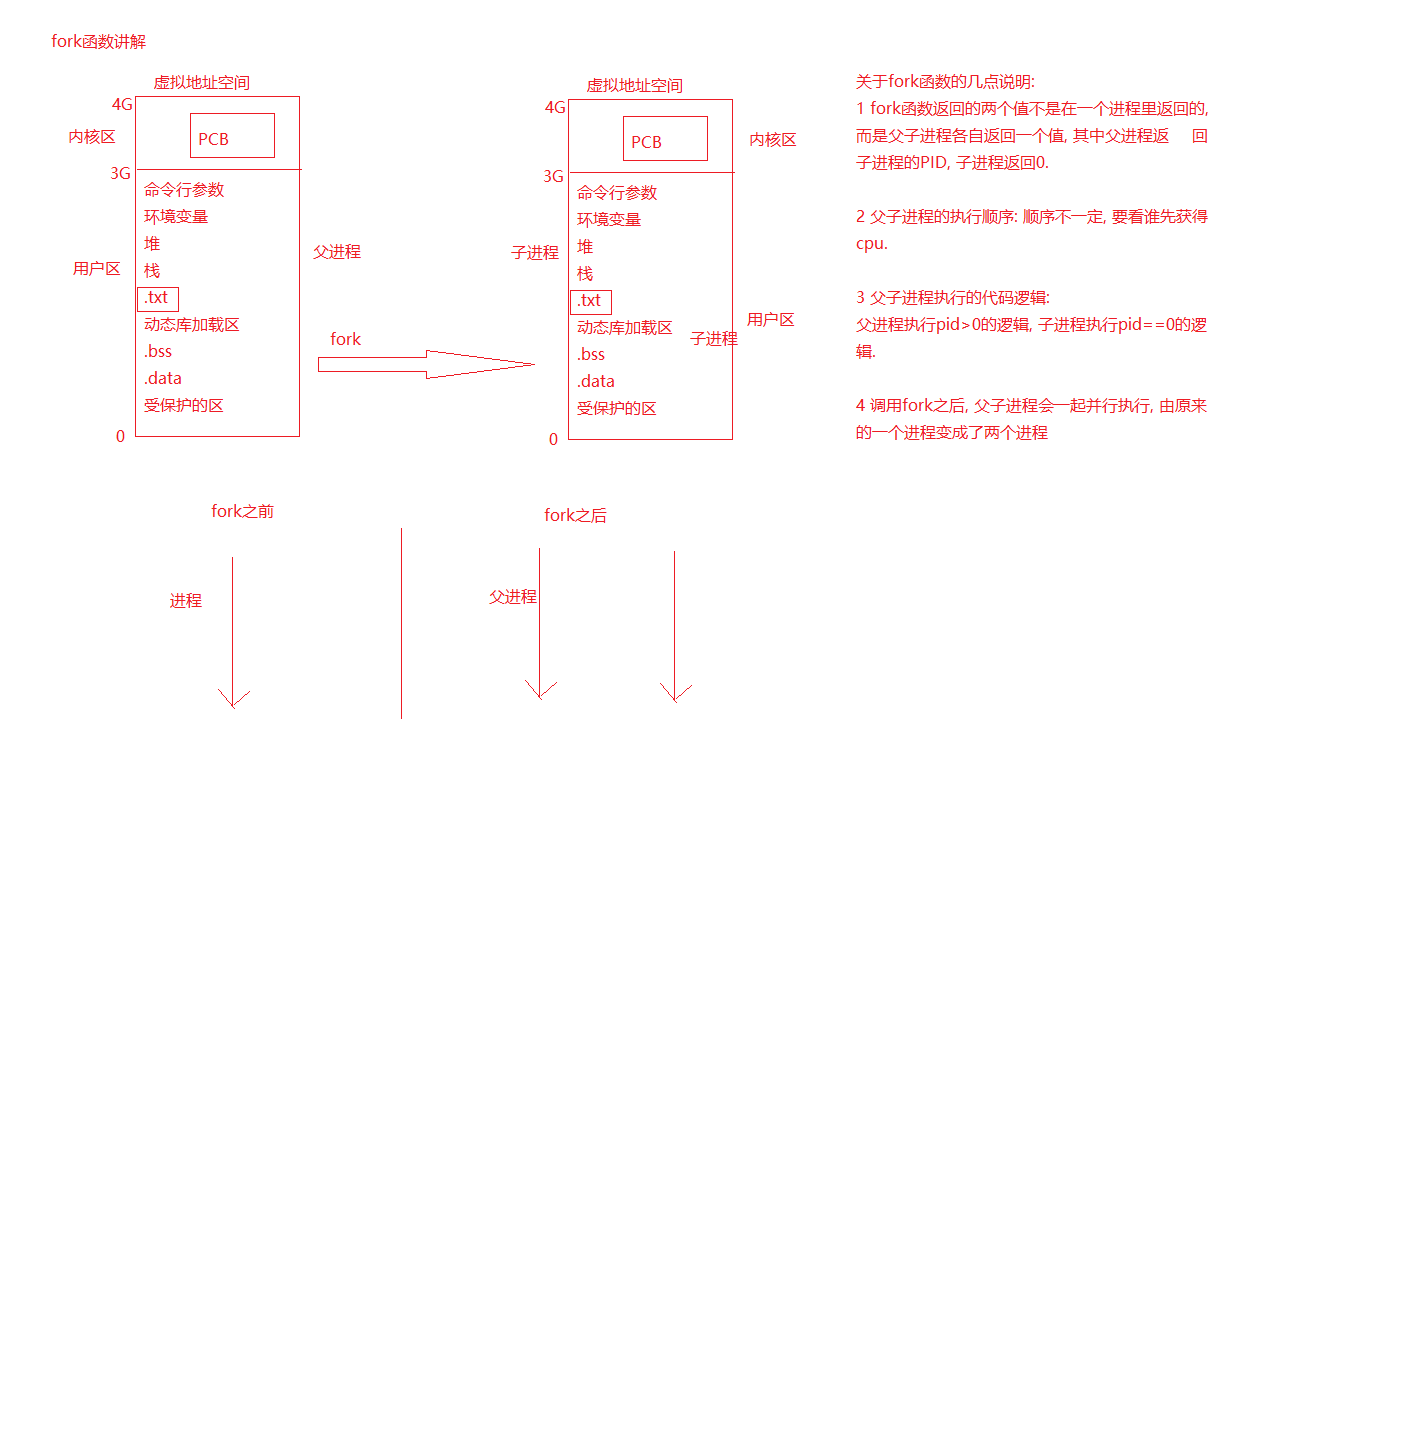 fork函数讲解
虚拟地址空间
4G
内核区
PCB
3G
命令行参数
环境变量
堆
栈
用户区
.txt
动态库加载区
.bss
.data
受保护的区
0
父进程
fork
虚拟地址空间
4G
PCB
内核区
3G
命令行参数
环境变量
堆
子进程
栈
.txt
动态库加载区
用户区
子进程
.bss
.data
受保护的区
0
关于fork函数的几点说明:
1 fork函数返回的两个值不是在一个进程里返回的,
而是父子进程各自返回一个值, 其中父进程返 回
子进程的PID, 子进程返回0.
2 父子进程的执行顺序: 顺序不一定, 要看谁先获得
cpu.
3 父子进程执行的代码逻辑:
父进程执行pid>0的逻辑, 子进程执行pid==0的逻
辑.
4 调用fork之后, 父子进程会一起并行执行, 由原来
的一个进程变成了两个进程
fork之前
进程
fork之后
父进程